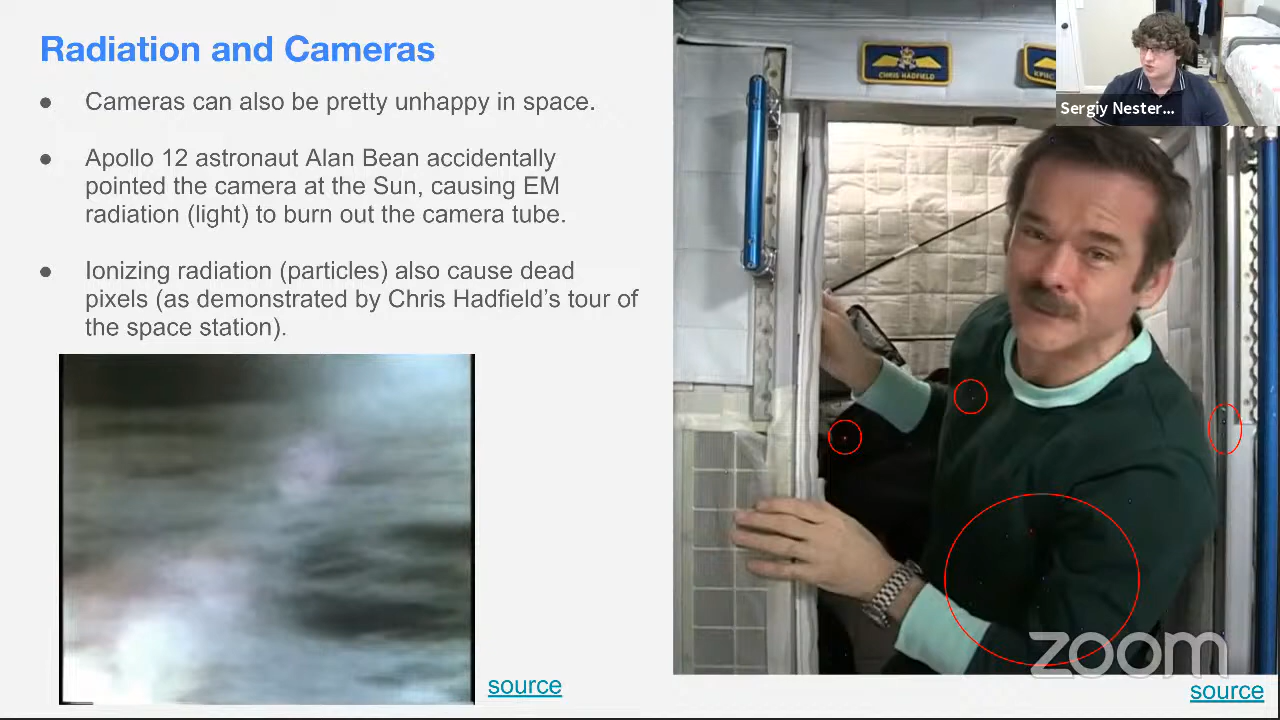 Radiation and Cameras
● Cameras can also be pretty unhappy in space.
● Apollo 12 astronaut Alan Bean accidentally
pointed the camera at the Sun, causing EM
radiation (light) to burn out the camera tube.
● Ionizing radiation (particles) also cause dead
pixels (as demonstrated by Chris Hadfield's tour of
the space station).
source
CHRIS HADFIELD
Sergiy Nester...
zoom
source